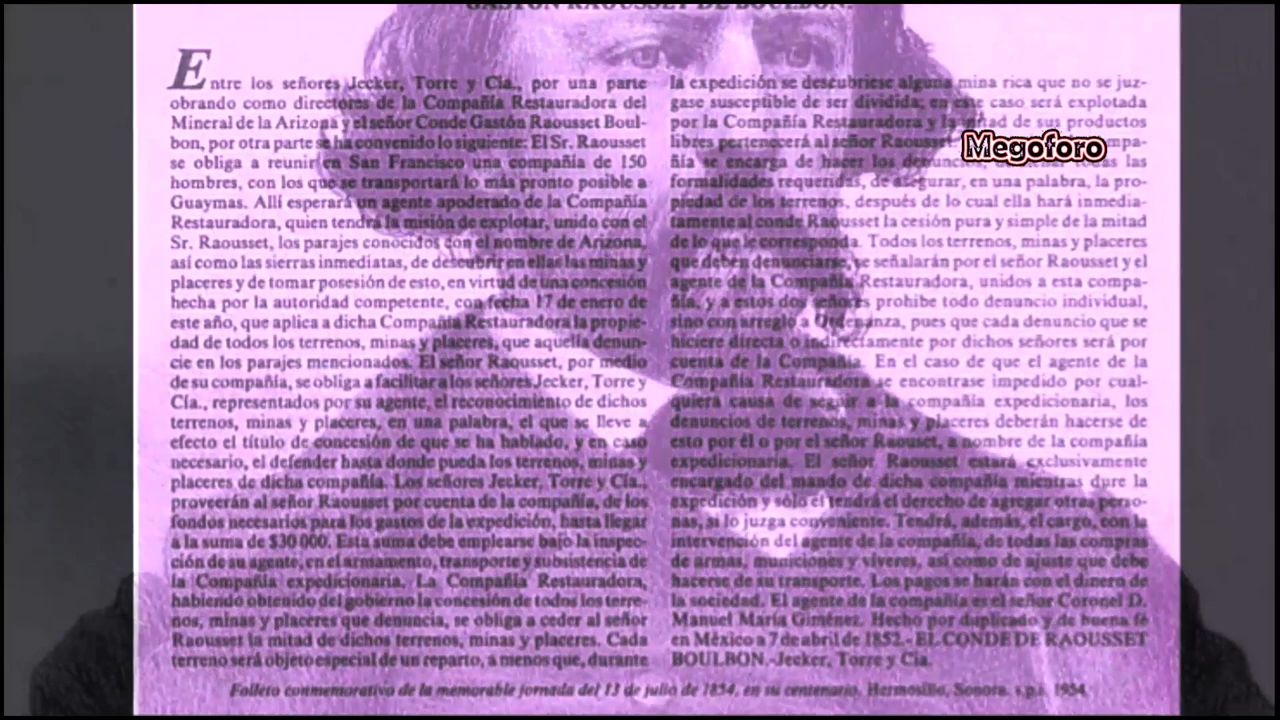 GASTÓN RAOUSSET DE BOULBON.
Entre los señores Jecker, Torre y Cía., por una parte
obrando como directores de la Compañía Restauradora del
Mineral de la Arizona y el señor Conde Gastón Raousset Boul-
bon, por otra parte se ha convenido lo siguiente: El Sr. Raousset
se obliga a reunir en San Francisco una compañía de 150
hombres, con los que se transportará lo más pronto posible a
Guaymas. Allí esperará un agente apoderado de la Compañía
Restauradora, quien tendrá la misión de explotar, unido con el
Sr. Raousset, los parajes conocidos con el nombre de Arizona,
así como las sierras inmediatas, de descubrir en ellas las minas y
placeres y de tomar posesión de esto, en virtud de una concesión
hecha por la autoridad competente, con fecha 17 de enero de
este año, que aplica a dicha Compañía Restauradora la propie-
dad de todos los terrenos, minas y placeres, que aquella denun-
cie en los parajes mencionados. El señor Raousset, por medio
de su compañía, se obliga a facilitar a los señores Jecker, Torre y
Cía., representados por su agente, el reconocimiento de dichos
terrenos, minas y placeres, en una palabra, el que se lleve a
efecto el título de concesión de que se ha hablado, y en caso
necesario, el defender hasta donde pueda los terrenos, minas y
placeres de dicha compañía. Los señores Jecker, Torre y Cía.,
proveerán al señor Raousset por cuenta de la compañía, de los
fondos necesarios para los gastos de la expedición, hasta llegar
a la suma de $30 000. Esta suma debe emplearse bajo la inspec-
ción de su agente, en el armamento, transporte y subsistencia de
la Compañía expedicionaria. La Compañía Restauradora,
habiendo obtenido del gobierno la concesión de todos los terre-
nos, minas y placeres que denuncia, se obliga a ceder al señor
Raousset la mitad de dichos terrenos, minas y placeres. Cada
terreno será objeto especial de un reparto, a menos que, durante
la expedición se descubriese alguna mina rica que no se juz-
gase susceptible de ser dividida; en este caso será explotada
por la Compañía Restauradora y la mitad de sus productos
libres pertenecerá al señor Raousset
ñía se encarga de hacer los denuncios, las
formalidades requeridas, de asegurar, en una palabra, la pro-
piedad de los terrenos, después de lo cual ella hará inmedia-
tamente al conde Raousset la cesión pura y simple de la mitad
de lo que le corresponda. Todos los terrenos, minas y placeres
que deben denunciarse, se señalarán por el señor Raousset y el
agente de la Compañía Restauradora, unidos a esta compa-
ñía, y a estos dos señores prohibe todo denuncio individual,
sino con arreglo a Ordenanza, pues que cada denuncio que se
hiciere directa o indirectamente por dichos señores será por
cuenta de la Compañía. En el caso de que el agente de la
Compañía Restauradora se encontrase impedido por cual-
quiera causa de seguir a la compañía expedicionaria, los
denuncios de terrenos, minas y placeres deberán hacerse de
esto por él o por el señor Raouset, a nombre de la compañía
expedicionaria. El señor Raousset estará exclusivamente
encargado del mando de dicha compañía mientras dure la
expedición y sólo él tendrá el derecho de agregar otras perso-
nas, si lo juzga conveniente. Tendrá, además, el cargo, con la
intervención del agente de la compañía, de todas las compras
de armas, municiones y víveres, así como de ajuste que debe
hacerse de su transporte. Los pagos se harán con el dinero de
la sociedad. El agente de la compañía es el señor Coronel D.
Manuel María Giménez. Hecho por duplicado y de buena fe
en México a 7 de abril de 1852.- EL CONDE DE RAOUSSET
BOULBON.-Jecker, Torre y Cía.
Folleto conmemorativo de la memorable jornada del 13 de julio de 1854, en su centenario. Hermosillo, Sonora. s.p.i. 1954
Megoforo